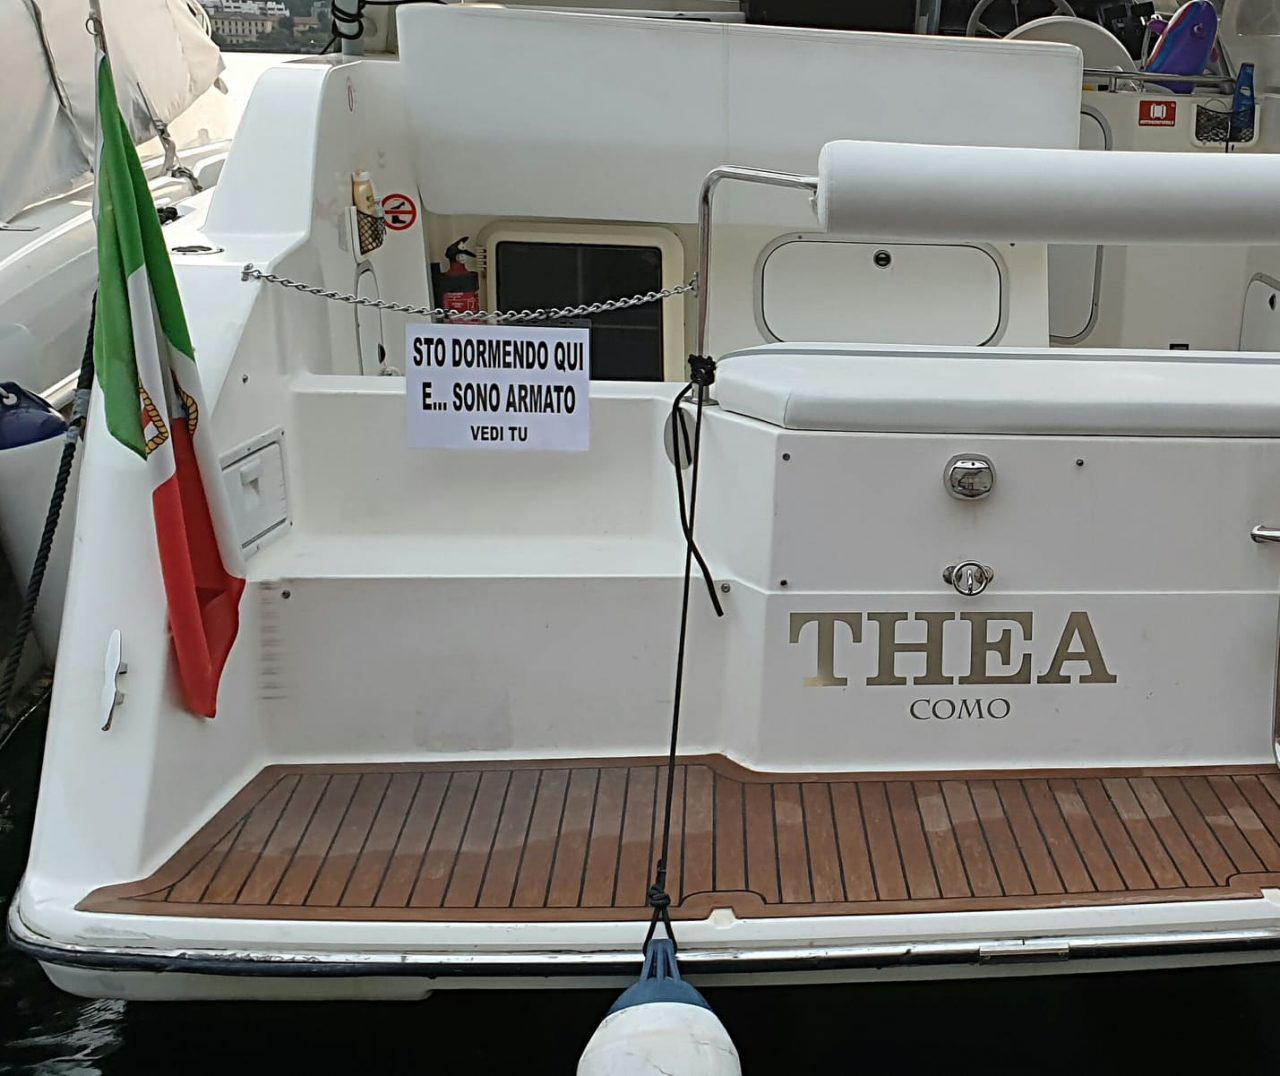 STO DORMENDO QUI
E... SONO ARMATO
VEDI TU
THEA
COMO